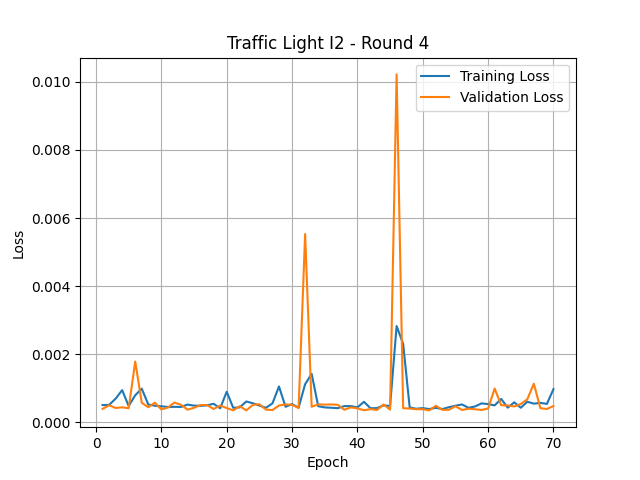 Traffic Light I2 - Round 4
Training Loss
Validation Loss
0.010
0.008
0.006
0.004
0.002
0.000
Loss
0 10 20 30 40 50 60 70
Epoch